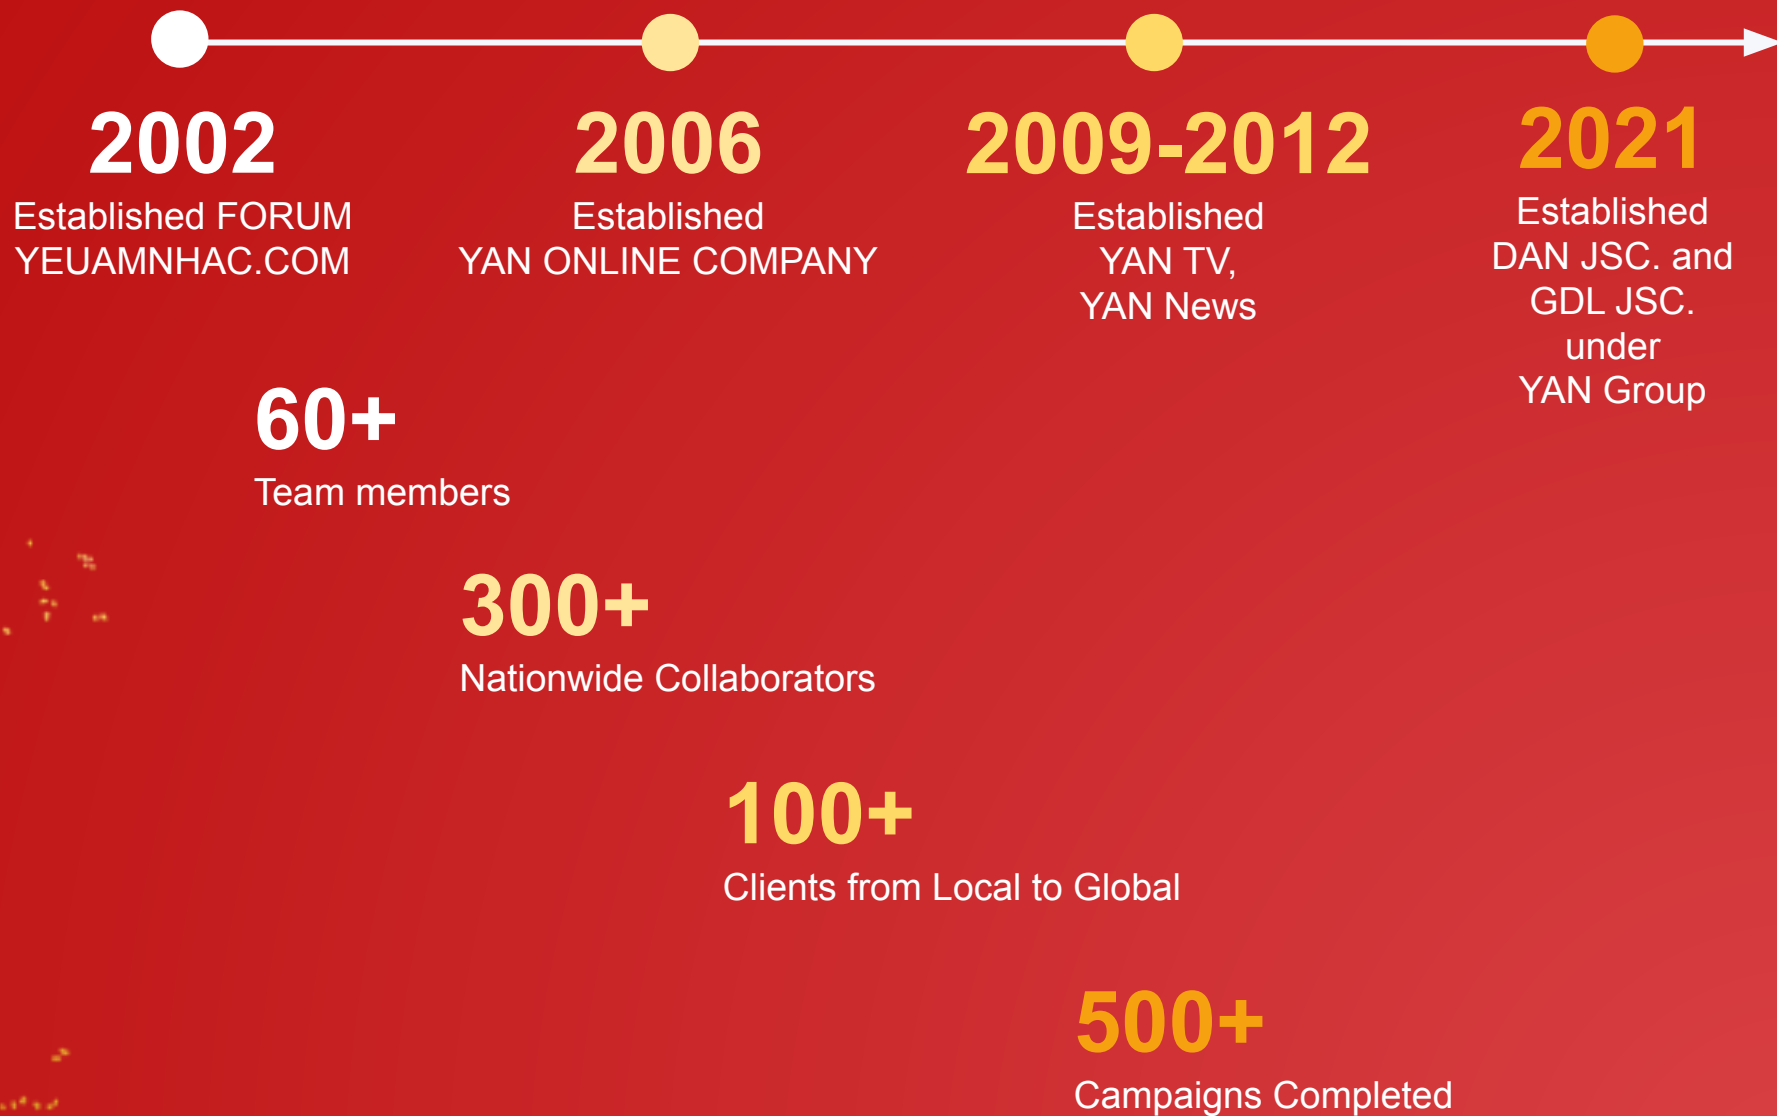 2002
Established FORUM
YEUAMNHAC.COM
2006
Established
YAN ONLINE COMPANY
2009-2012
Established
YAN TV,
YAN News
2021
Established
DAN JSC. and
GDL JSC.
under
YAN Group
60+
Team members
300+
Nationwide Collaborators
100+
Clients from Local to Global
500+
Campaigns Completed